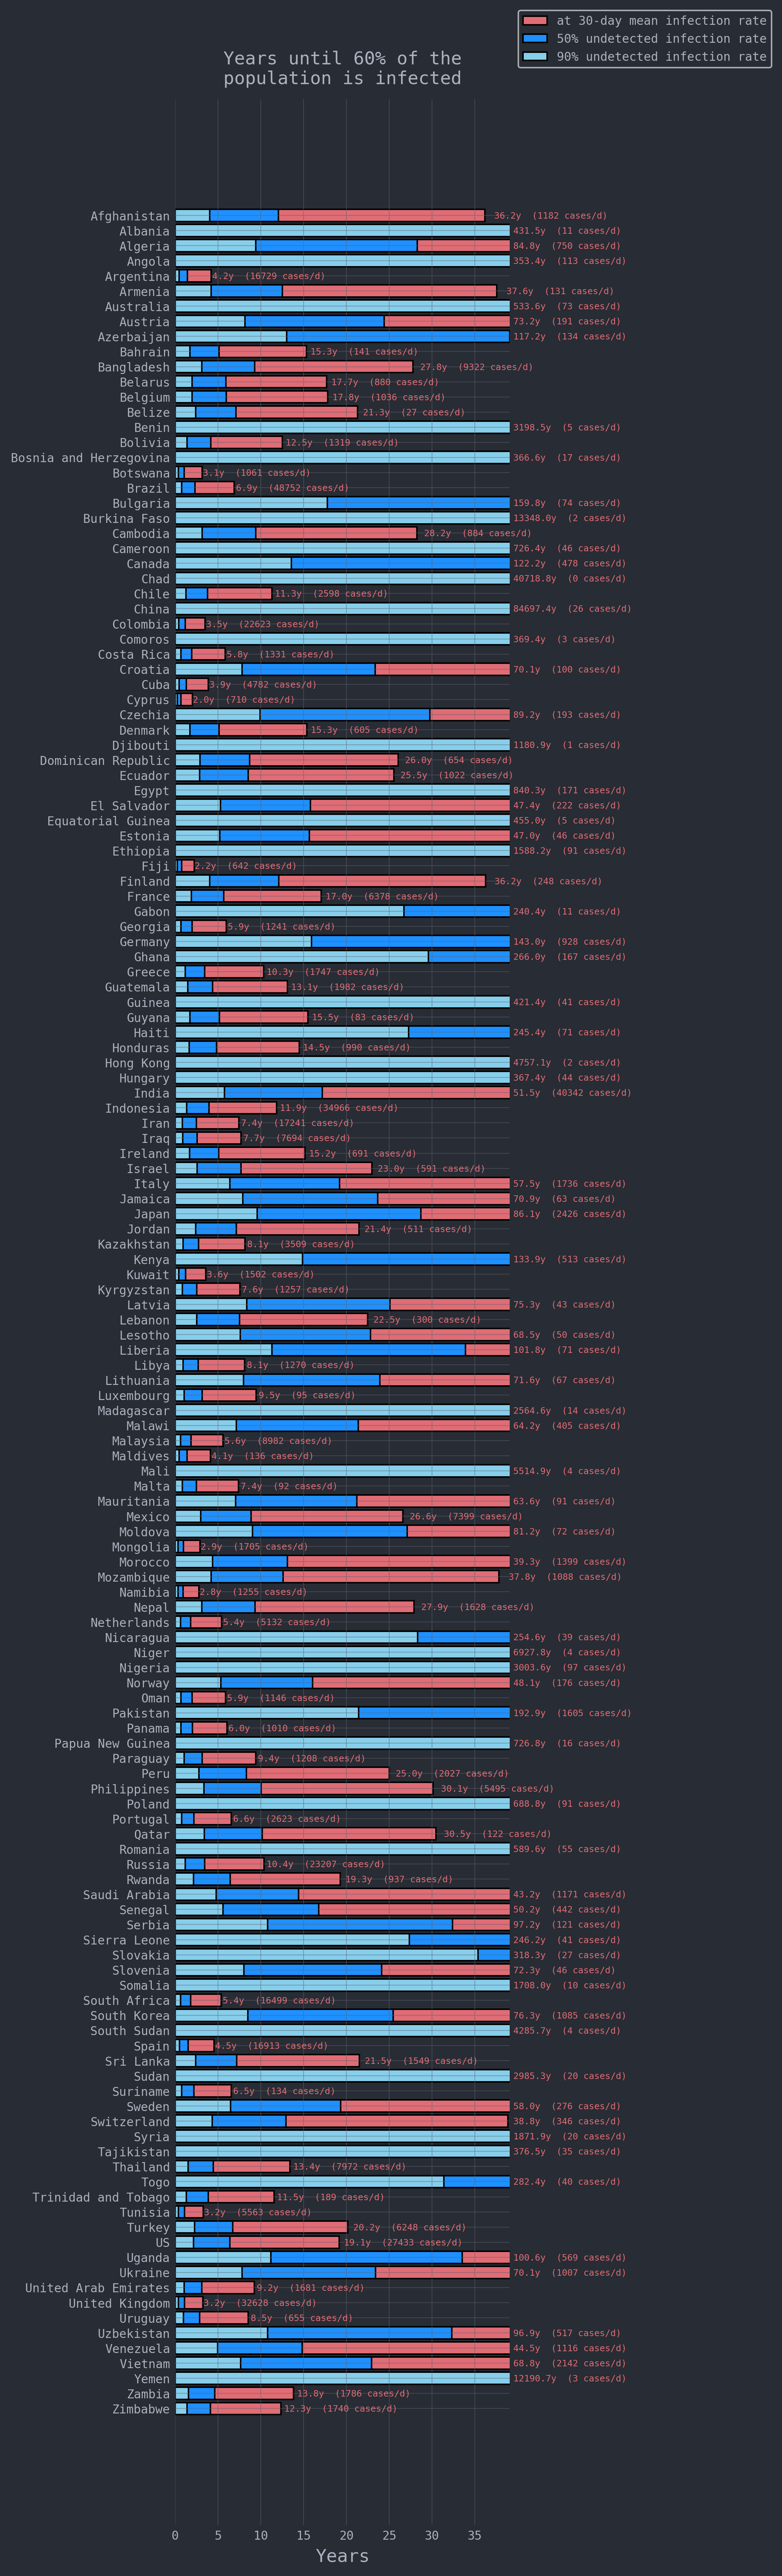 at 30-day mean infection rate
50% undetected infection rate
90% undetected infection rate
Years until 60% of the
population is infected
Afghanistan 36.2y (1182 cases/d)
Albania 431.5y (11 cases/d)
Algeria 84.8y (750 cases/d)
Angola 353.4y (113 cases/d)
Argentina 4.2y (16729 cases/d)
Armenia 37.6y (131 cases/d)
Australia 533.6y (73 cases/d)
Austria 73.2y (191 cases/d)
Azerbaijan 117.2y (134 cases/d)
Bahrain 15.3y (141 cases/d)
Bangladesh 27.8y (9322 cases/d)
Belarus 17.7y (880 cases/d)
Belgium 17.8y (1036 cases/d)
Belize 21.3y (27 cases/d)
Benin 3198.5y (5 cases/d)
Bolivia 12.5y (1319 cases/d)
Bosnia and Herzegovina 366.6y (17 cases/d)
Botswana 3.1y (1061 cases/d)
Brazil 6.9y (48752 cases/d)
Bulgaria 159.8y (74 cases/d)
Burkina Faso 13348.0y (2 cases/d)
Cambodia 28.2y (884 cases/d)
Cameroon 726.4y (46 cases/d)
Canada 122.2y (478 cases/d)
Chad 40718.8y (0 cases/d)
Chile 11.3y (2598 cases/d)
China 84697.4y (26 cases/d)
Colombia 3.5y (22623 cases/d)
Comoros 369.4y (3 cases/d)
Costa Rica 5.8y (1331 cases/d)
Croatia 70.1y (100 cases/d)
Cuba 3.9y (4782 cases/d)
Cyprus 2.0y (710 cases/d)
Czechia 89.2y (193 cases/d)
Denmark 15.3y (605 cases/d)
Djibouti 1180.9y (1 cases/d)
Dominican Republic 26.0y (654 cases/d)
Ecuador 25.5y (1022 cases/d)
Egypt 840.3y (171 cases/d)
El Salvador 47.4y (222 cases/d)
Equatorial Guinea 455.0y (5 cases/d)
Estonia 47.0y (46 cases/d)
Ethiopia 1588.2y (91 cases/d)
Fiji 2.2y (642 cases/d)
Finland 36.2y (248 cases/d)
France 17.0y (6378 cases/d)
Gabon 240.4y (11 cases/d)
Georgia 5.9y (1241 cases/d)
Germany 143.0y (928 cases/d)
Ghana 266.0y (167 cases/d)
Greece 10.3y (1747 cases/d)
Guatemala 13.1y (1982 cases/d)
Guinea 421.4y (41 cases/d)
Guyana 15.5y (83 cases/d)
Haiti 245.4y (71 cases/d)
Honduras 14.5y (990 cases/d)
Hong Kong 4757.1y (2 cases/d)
Hungary 367.4y (44 cases/d)
India 51.5y (40342 cases/d)
Indonesia 11.9y (34966 cases/d)
Iran 7.4y (17241 cases/d)
Iraq 7.7y (7694 cases/d)
Ireland 15.2y (691 cases/d)
Israel 23.0y (591 cases/d)
Italy 57.5y (1736 cases/d)
Jamaica 70.9y (63 cases/d)
Japan 86.1y (2426 cases/d)
Jordan 21.4y (511 cases/d)
Kazakhstan 8.1y (3509 cases/d)
Kenya 133.9y (513 cases/d)
Kuwait 3.6y (1502 cases/d)
Kyrgyzstan 7.6y (1257 cases/d)
Latvia 75.3y (43 cases/d)
Lebanon 22.5y (300 cases/d)
Lesotho 68.5y (50 cases/d)
Liberia 101.8y (71 cases/d)
Libya 8.1y (1270 cases/d)
Lithuania 71.6y (67 cases/d)
Luxembourg 9.5y (95 cases/d)
Madagascar 2564.6y (14 cases/d)
Malawi 64.2y (405 cases/d)
Malaysia 5.6y (8982 cases/d)
Maldives 4.1y (136 cases/d)
Mali 5514.9y (4 cases/d)
Malta 7.4y (92 cases/d)
Mauritania 63.6y (91 cases/d)
Mexico 26.6y (7399 cases/d)
Moldova 81.2y (72 cases/d)
Mongolia 2.9y (1705 cases/d)
Morocco 39.3y (1399 cases/d)
Mozambique 37.8y (1088 cases/d)
Namibia 2.8y (1255 cases/d)
Nepal 27.9y (1628 cases/d)
Netherlands 5.4y (5132 cases/d)
Nicaragua 254.6y (39 cases/d)
Niger 6927.8y (4 cases/d)
Nigeria 3003.6y (97 cases/d)
Norway 48.1y (176 cases/d)
Oman 5.9y (1146 cases/d)
Pakistan 192.9y (1605 cases/d)
Panama 6.0y (1010 cases/d)
Papua New Guinea 726.8y (16 cases/d)
Paraguay 9.4y (1208 cases/d)
Peru 25.0y (2027 cases/d)
Philippines 30.1y (5495 cases/d)
Poland 688.8y (91 cases/d)
Portugal 6.6y (2623 cases/d)
Qatar 30.5y (122 cases/d)
Romania 589.6y (55 cases/d)
Russia 10.4y (23207 cases/d)
Rwanda 19.3y (937 cases/d)
Saudi Arabia 43.2y (1171 cases/d)
Senegal 50.2y (442 cases/d)
Serbia 97.2y (121 cases/d)
Sierra Leone 246.2y (41 cases/d)
Slovakia 318.3y (27 cases/d)
Slovenia 72.3y (46 cases/d)
Somalia 1708.0y (10 cases/d)
South Africa 5.4y (16499 cases/d)
South Korea 76.3y (1085 cases/d)
South Sudan 4285.7y (4 cases/d)
Spain 4.5y (16913 cases/d)
Sri Lanka 21.5y (1549 cases/d)
Sudan 2985.3y (20 cases/d)
Suriname 6.5y (134 cases/d)
Sweden 58.0y (276 cases/d)
Switzerland 38.8y (346 cases/d)
Syria 1871.9y (20 cases/d)
Tajikistan 376.5y (35 cases/d)
Thailand 13.4y (7972 cases/d)
Togo 282.4y (40 cases/d)
Trinidad and Tobago 11.5y (189 cases/d)
Tunisia 3.2y (5563 cases/d)
Turkey 20.2y (6248 cases/d)
US 19.1y (27433 cases/d)
Uganda 100.6y (569 cases/d)
Ukraine 70.1y (1007 cases/d)
United Arab Emirates 9.2y (1681 cases/d)
United Kingdom 3.2y (32628 cases/d)
Uruguay 8.5y (655 cases/d)
Uzbekistan 96.9y (517 cases/d)
Venezuela 44.5y (1116 cases/d)
Vietnam 68.8y (2142 cases/d)
Yemen 12190.7y (3 cases/d)
Zambia 13.8y (1786 cases/d)
Zimbabwe 12.3y (1740 cases/d)
0 5 10 15 20 25 30 35
Years